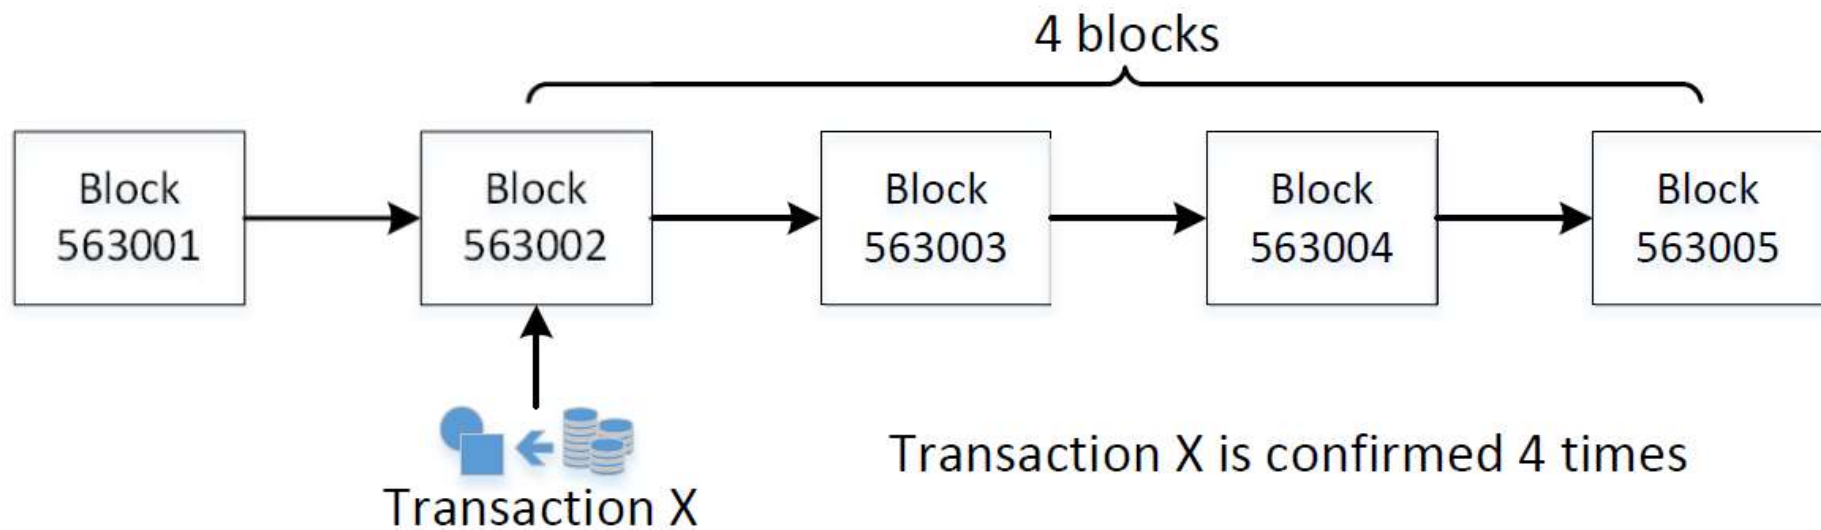 4 blocks
Block
563001
Block
563002
Block
563003
Block
563004
Block
563005
Transaction X is confirmed 4 times
Transaction X